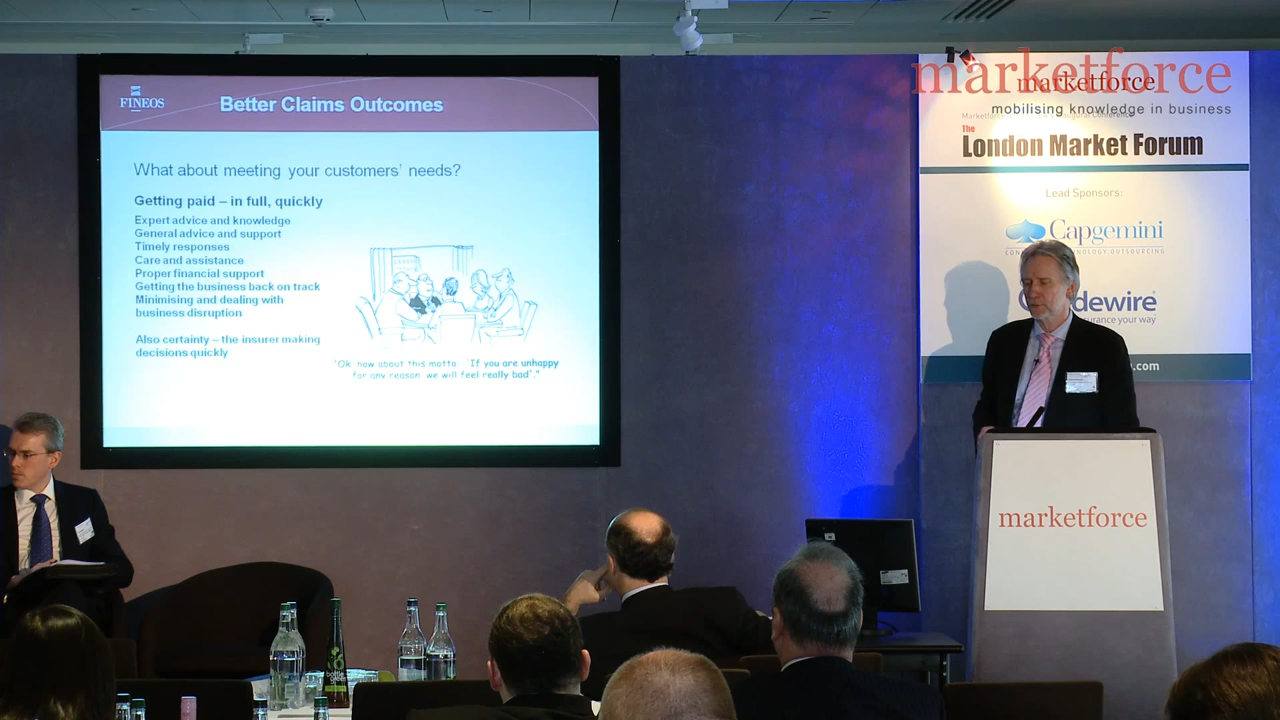 FINEOS
Better Claims Outcomes
What about meeting your customers' needs?
Getting paid – in full, quickly
Expert advice and knowledge
General advice and support
Timely responses
Care and assistance
Proper financial support
Getting the business back on track
Minimising and dealing with
business disruption
Also certainty – the insurer making
decisions quickly
"Ok, how about this motto: 'If you are unhappy
for any reason, we will feel really bad'."
marketforce
mobilising knowledge in business
marketforce
Conference
The
London Market Forum
Lead Sponsors:
Capgemini
OUTSOURCING
dewire
your way
.com
marketforce